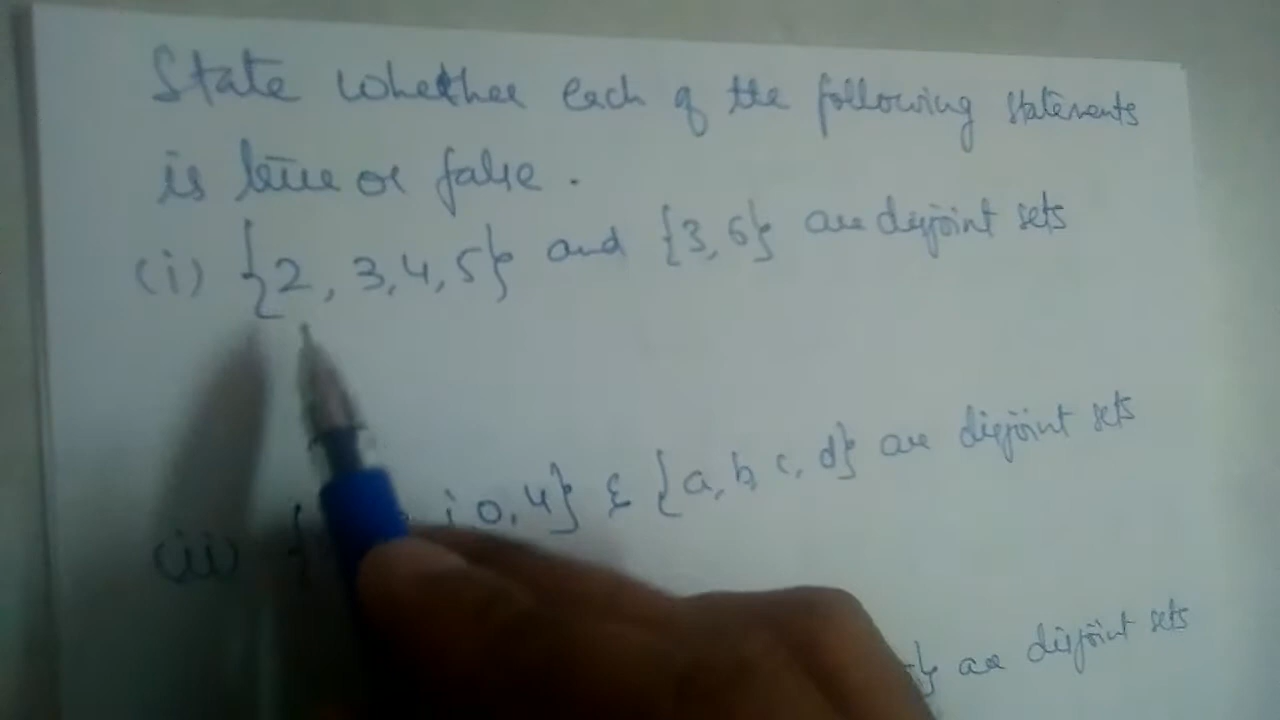 State whether each of the following statements
is true or false.
(i) {2, 3, 4, 5} and {3, 6} are disjoint sets
(ii) { i, o, 4} & {a, b, c, d} are disjoint sets
} are disjoint sets